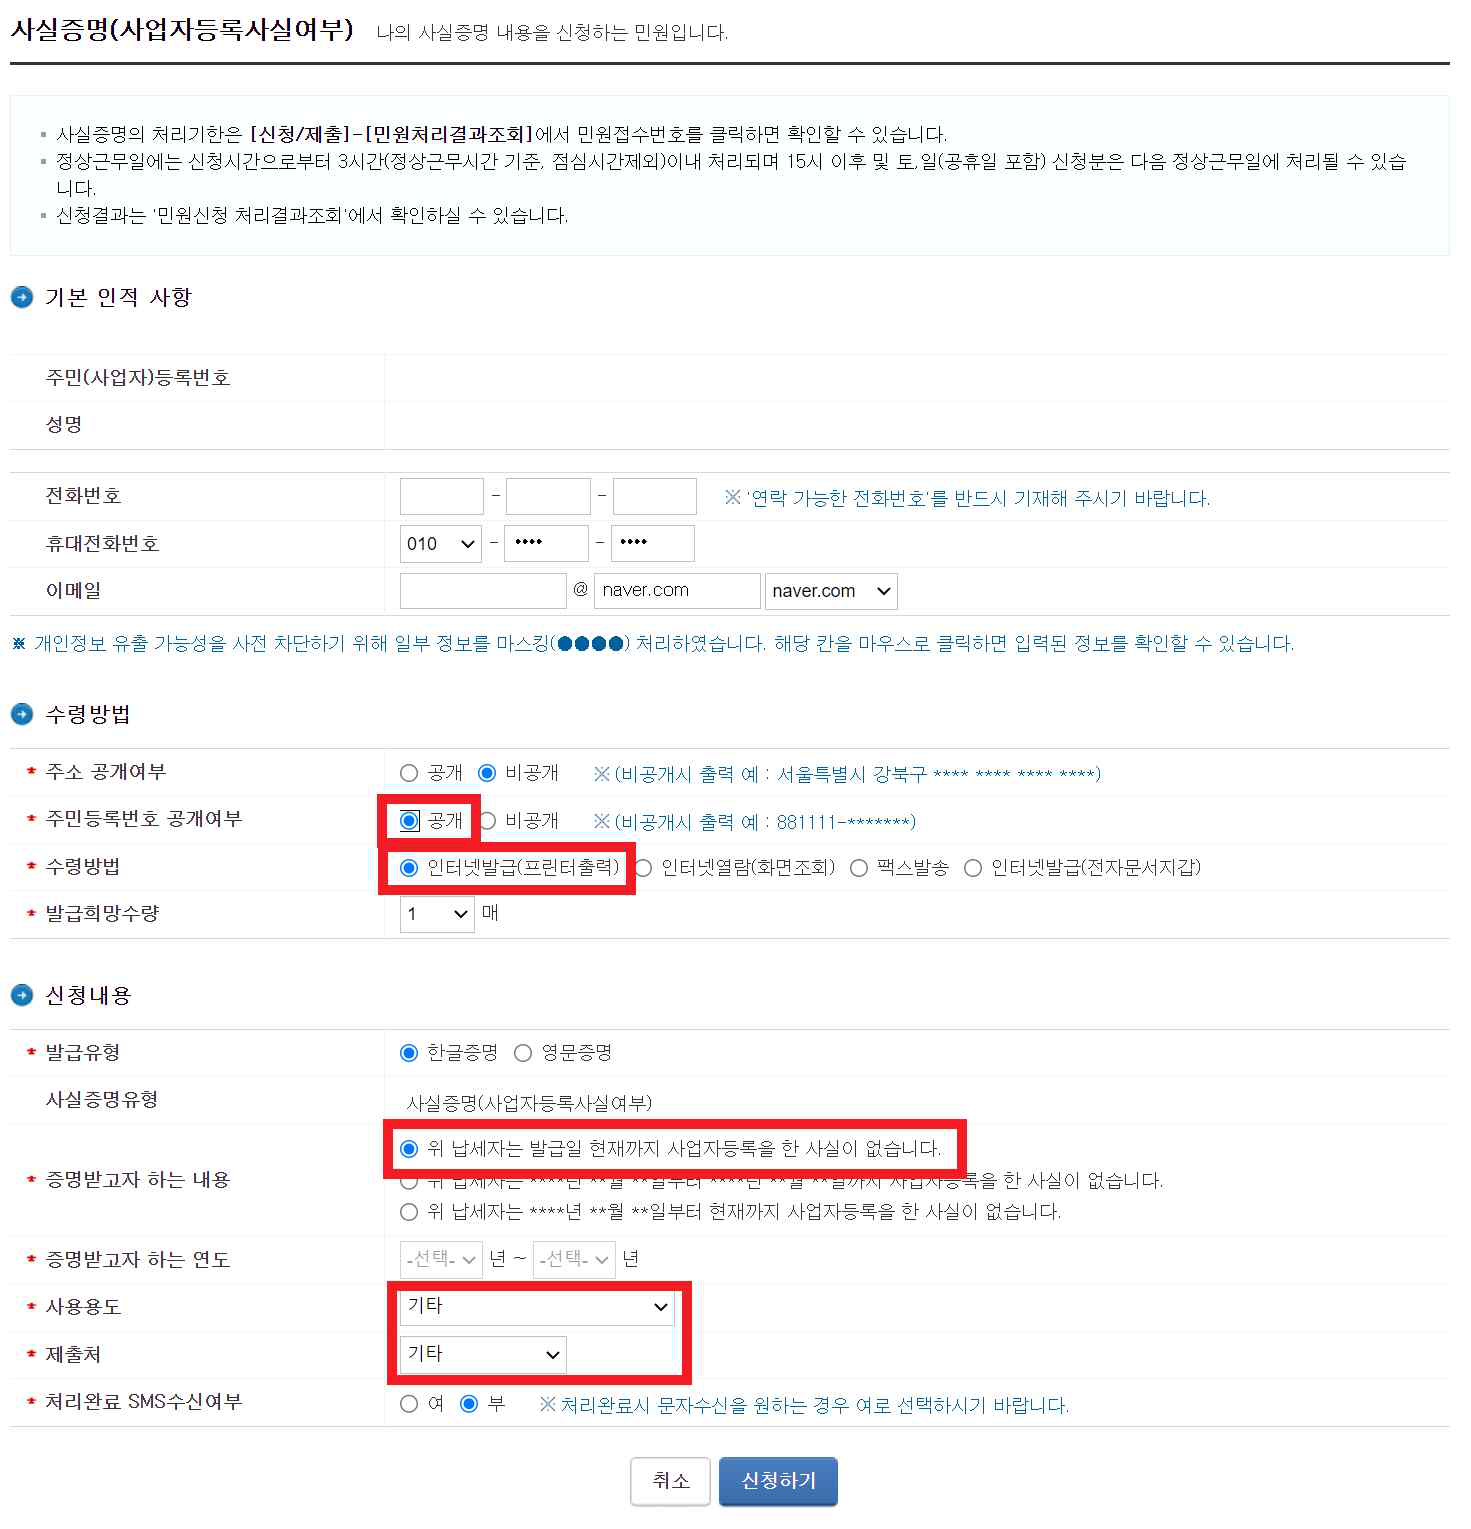 사실증명(사업자등록사실여부) 나의 사실증명 내용을 신청하는 민원입니다.
사실증명의 처리기한은 [신청/제출]-[민원처리결과조회]에서 민원접수번호를 클릭하면 확인할 수 있습니다.
정상근무일에는 신청시간으로부터 3시간(정상근무시간 기준, 점심시간제외)이내 처리되며 15시 이후 및 토,일(공휴일 포함) 신청분은 다음 정상근무일에 처리될 수 있습
니다.
신청결과는 '민원신청 처리결과조회'에서 확인하실 수 있습니다.
기본 인적 사항
주민(사업자)등록번호
성명
전화번호 - - ※ '연락 가능한 전화번호'를 반드시 기재해 주시기 바랍니다.
휴대전화번호 010 - •••• - ••••
이메일 @ naver.com naver.com
※ 개인정보 유출 가능성을 사전 차단하기 위해 일부 정보를 마스킹(●●●●) 처리하였습니다. 해당 칸을 마우스로 클릭하면 입력된 정보를 확인할 수 있습니다.
수령방법
* 주소 공개여부 공개 비공개 ※ (비공개시 출력 예 : 서울특별시 강북구 **** **** **** ****)
* 주민등록번호 공개여부 공개 비공개 ※ (비공개시 출력 예 : 881111-*******)
* 수령방법 인터넷발급(프린터출력) 인터넷열람(화면조회) 팩스발송 인터넷발급(전자문서지갑)
* 발급희망수량 1 매
신청내용
* 발급유형 한글증명 영문증명
사실증명유형 사실증명(사업자등록사실여부)
* 증명받고자 하는 내용 위 납세자는 발급일 현재까지 사업자등록을 한 사실이 없습니다.
위 납세자는 ****년 **월 **일부터 ****년 **월 **일까지 사업자등록을 한 사실이 없습니다.
위 납세자는 ****년 **월 **일부터 현재까지 사업자등록을 한 사실이 없습니다.
* 증명받고자 하는 연도 -선택- 년 ~ -선택- 년
* 사용용도 기타
* 제출처 기타
* 처리완료 SMS수신여부 여 부 ※ 처리완료시 문자수신을 원하는 경우 여로 선택하시기 바랍니다.
취소 신청하기